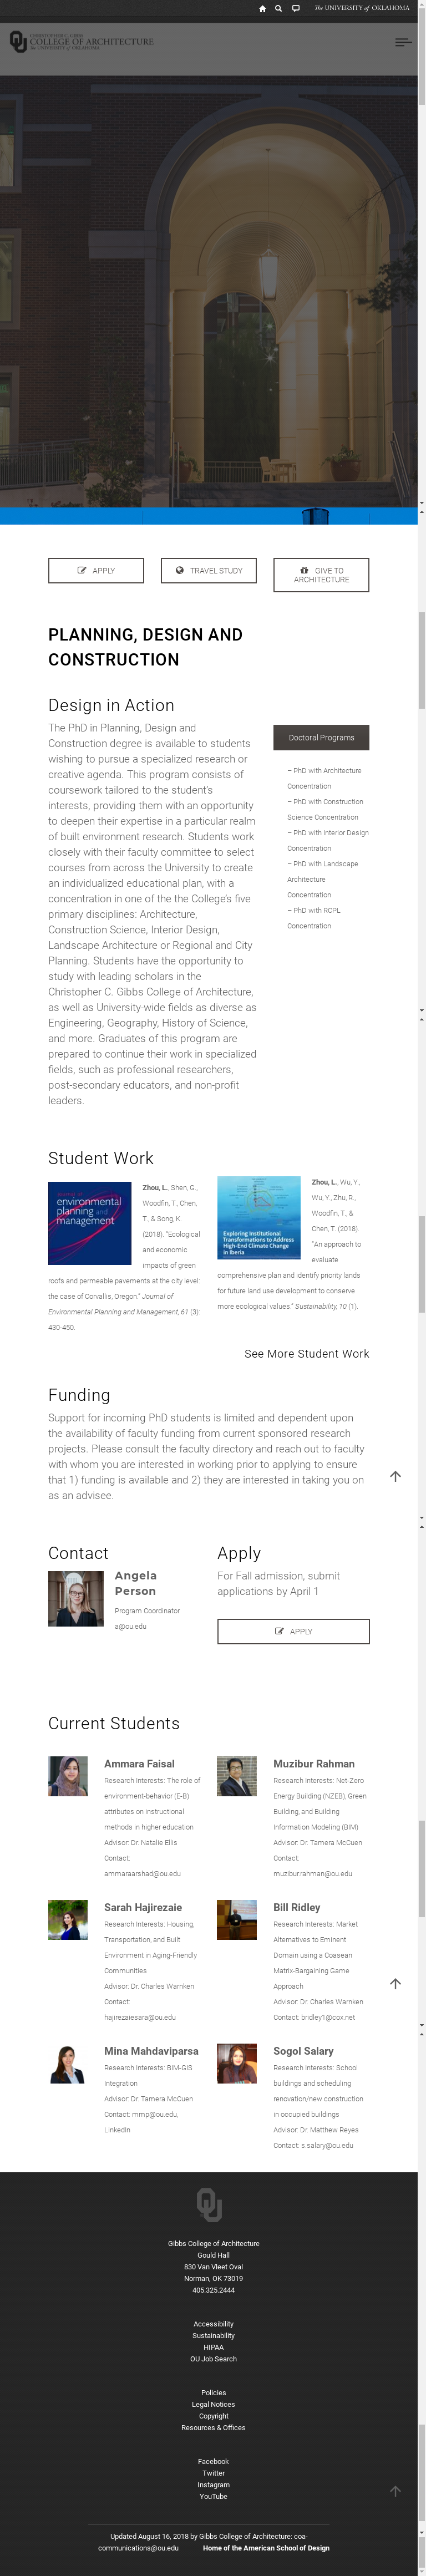 The UNIVERSITY of OKLAHOMA
CHRISTOPHER C. GIBBS
COLLEGE OF ARCHITECTURE
the UNIVERSITY of OKLAHOMA
APPLY
TRAVEL STUDY
GIVE TO
ARCHITECTURE
PLANNING, DESIGN AND
CONSTRUCTION
Design in Action
The PhD in Planning, Design and
Construction degree is available to students
wishing to pursue a specialized research or
creative agenda. This program consists of
coursework tailored to the student's
interests, providing them with an opportunity
to deepen their expertise in a particular realm
of built environment research. Students work
closely with their faculty committee to select
courses from across the University to create
an individualized educational plan, with a
concentration in one of the the College's five
primary disciplines: Architecture,
Construction Science, Interior Design,
Landscape Architecture or Regional and City
Planning. Students have the opportunity to
study with leading scholars in the
Christopher C. Gibbs College of Architecture,
as well as University-wide fields as diverse as
Engineering, Geography, History of Science,
and more. Graduates of this program are
prepared to continue their work in specialized
fields, such as professional researchers,
post-secondary educators, and non-profit
leaders.
Doctoral Programs
– PhD with Architecture
Concentration
– PhD with Construction
Science Concentration
– PhD with Interior Design
Concentration
– PhD with Landscape
Architecture
Concentration
– PhD with RCPL
Concentration
Student Work
environmental
planning and
management
Zhou, L., Shen, G.,
Woodfin, T., Chen,
T., & Song, K.
(2018). "Ecological
and economic
impacts of green
roofs and permeable pavements at the city level:
the case of Corvallis, Oregon." Journal of
Environmental Planning and Management, 61 (3):
430-450.
Exploring Institutional
Transformations to Address
High-End Climate Change
in Iberia
Zhou, L., Wu, Y.,
Wu, Y., Zhu, R.,
Woodfin, T., &
Chen, T. (2018).
"An approach to
evaluate
comprehensive plan and identify priority lands
for future land use development to conserve
more ecological values." Sustainability, 10 (1).
See More Student Work
Funding
Support for incoming PhD students is limited and dependent upon
the availability of faculty funding from current sponsored research
projects. Please consult the faculty directory and reach out to faculty
with whom you are interested in working prior to applying to ensure
that 1) funding is available and 2) they are interested in taking you on
as an advisee.
Contact
Angela
Person
Program Coordinator
a@ou.edu
Apply
For Fall admission, submit
applications by April 1
APPLY
Current Students
Ammara Faisal
Research Interests: The role of
environment-behavior (E-B)
attributes on instructional
methods in higher education
Advisor: Dr. Natalie Ellis
Contact:
ammaraarshad@ou.edu
Muzibur Rahman
Research Interests: Net-Zero
Energy Building (NZEB), Green
Building, and Building
Information Modeling (BIM)
Advisor: Dr. Tamera McCuen
Contact:
muzibur.rahman@ou.edu
Sarah Hajirezaie
Research Interests: Housing,
Transportation, and Built
Environment in Aging-Friendly
Communities
Advisor: Dr. Charles Warnken
Contact:
hajirezaiesara@ou.edu
Bill Ridley
Research Interests: Market
Alternatives to Eminent
Domain using a Coasean
Matrix-Bargaining Game
Approach
Advisor: Dr. Charles Warnken
Contact: bridley1@cox.net
Mina Mahdaviparsa
Research Interests: BIM-GIS
Integration
Advisor: Dr. Tamera McCuen
Contact: mmp@ou.edu,
LinkedIn
Sogol Salary
Research Interests: School
buildings and scheduling
renovation/new construction
in occupied buildings
Advisor: Dr. Matthew Reyes
Contact: s.salary@ou.edu
Gibbs College of Architecture
Gould Hall
830 Van Vleet Oval
Norman, OK 73019
405.325.2444
Accessibility
Sustainability
HIPAA
OU Job Search
Policies
Legal Notices
Copyright
Resources & Offices
Facebook
Twitter
Instagram
YouTube
Updated August 16, 2018 by Gibbs College of Architecture: coa-
communications@ou.edu Home of the American School of Design